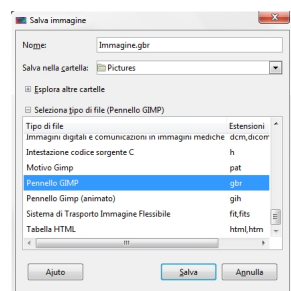 Salva immagine
Nome: Immagine.gbr
Salva nella cartella: Pictures
Esplora altre cartelle
Seleziona tipo di file (Pennello GIMP)
Tipo di file Estensioni
Immagini digitali e comunicazioni in immagini mediche dcm,dicom
Intestazione codice sorgente C h
Motivo Gimp pat
Pennello GIMP gbr
Pennello Gimp (animato) gih
Sistema di Trasporto Immagine Flessibile fit,fits
Tabella HTML html,htm
Aiuto Salva Annulla